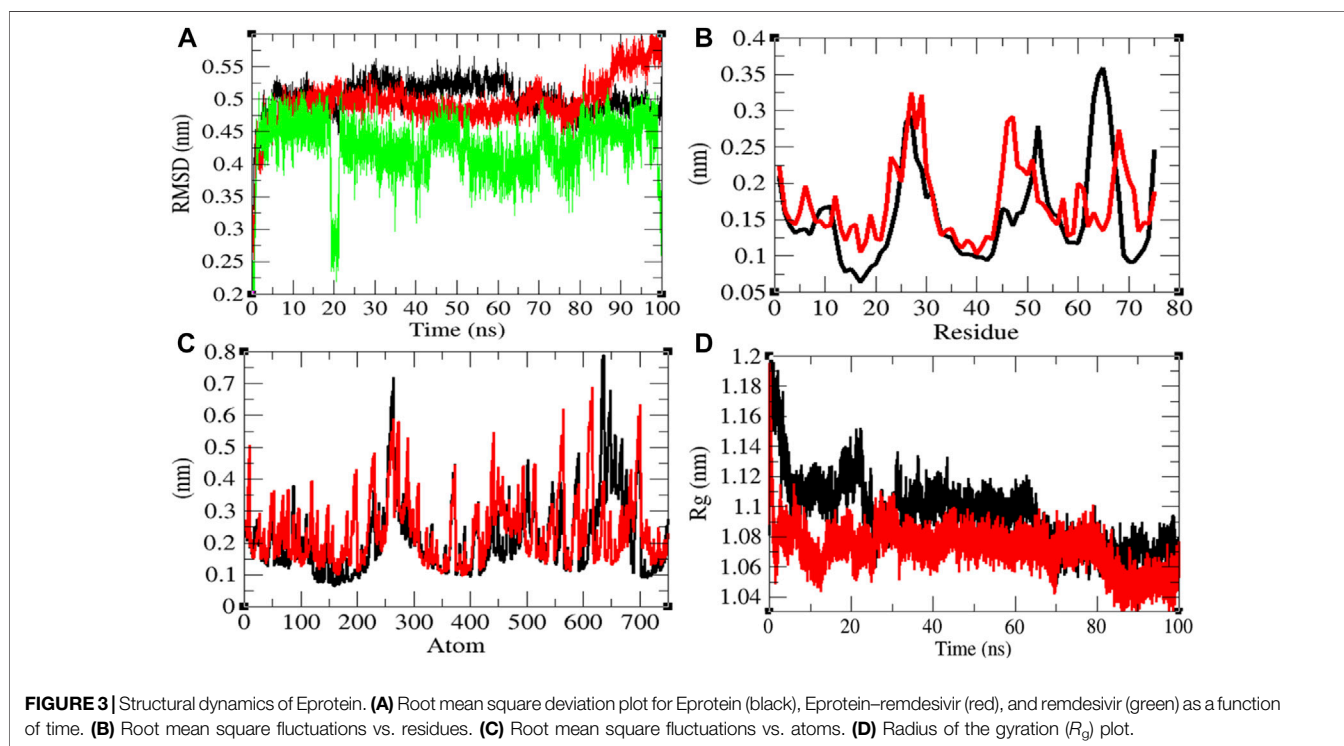 A
0.55
0.5
0.45
0.4
0.35
0.3
0.25
0.2
RMSD (nm)
0 10 20 30 40 50 60 70 80 90 100
Time (ns)
B
0.4
0.35
0.3
0.25
0.2
0.15
0.1
0.05
(nm)
0 10 20 30 40 50 60 70 80
Residue
C
0.8
0.7
0.6
0.5
0.4
0.3
0.2
0.1
0
(nm)
0 100 200 300 400 500 600 700
Atom
D
1.2
1.18
1.16
1.14
1.12
1.1
1.08
1.06
1.04
Rg (nm)
0 20 40 60 80 100
Time (ns)
FIGURE 3 | Structural dynamics of Eprotein. (A) Root mean square deviation plot for Eprotein (black), Eprotein–remdesivir (red), and remdesivir (green) as a function
of time. (B) Root mean square fluctuations vs. residues. (C) Root mean square fluctuations vs. atoms. (D) Radius of the gyration (Rg) plot.